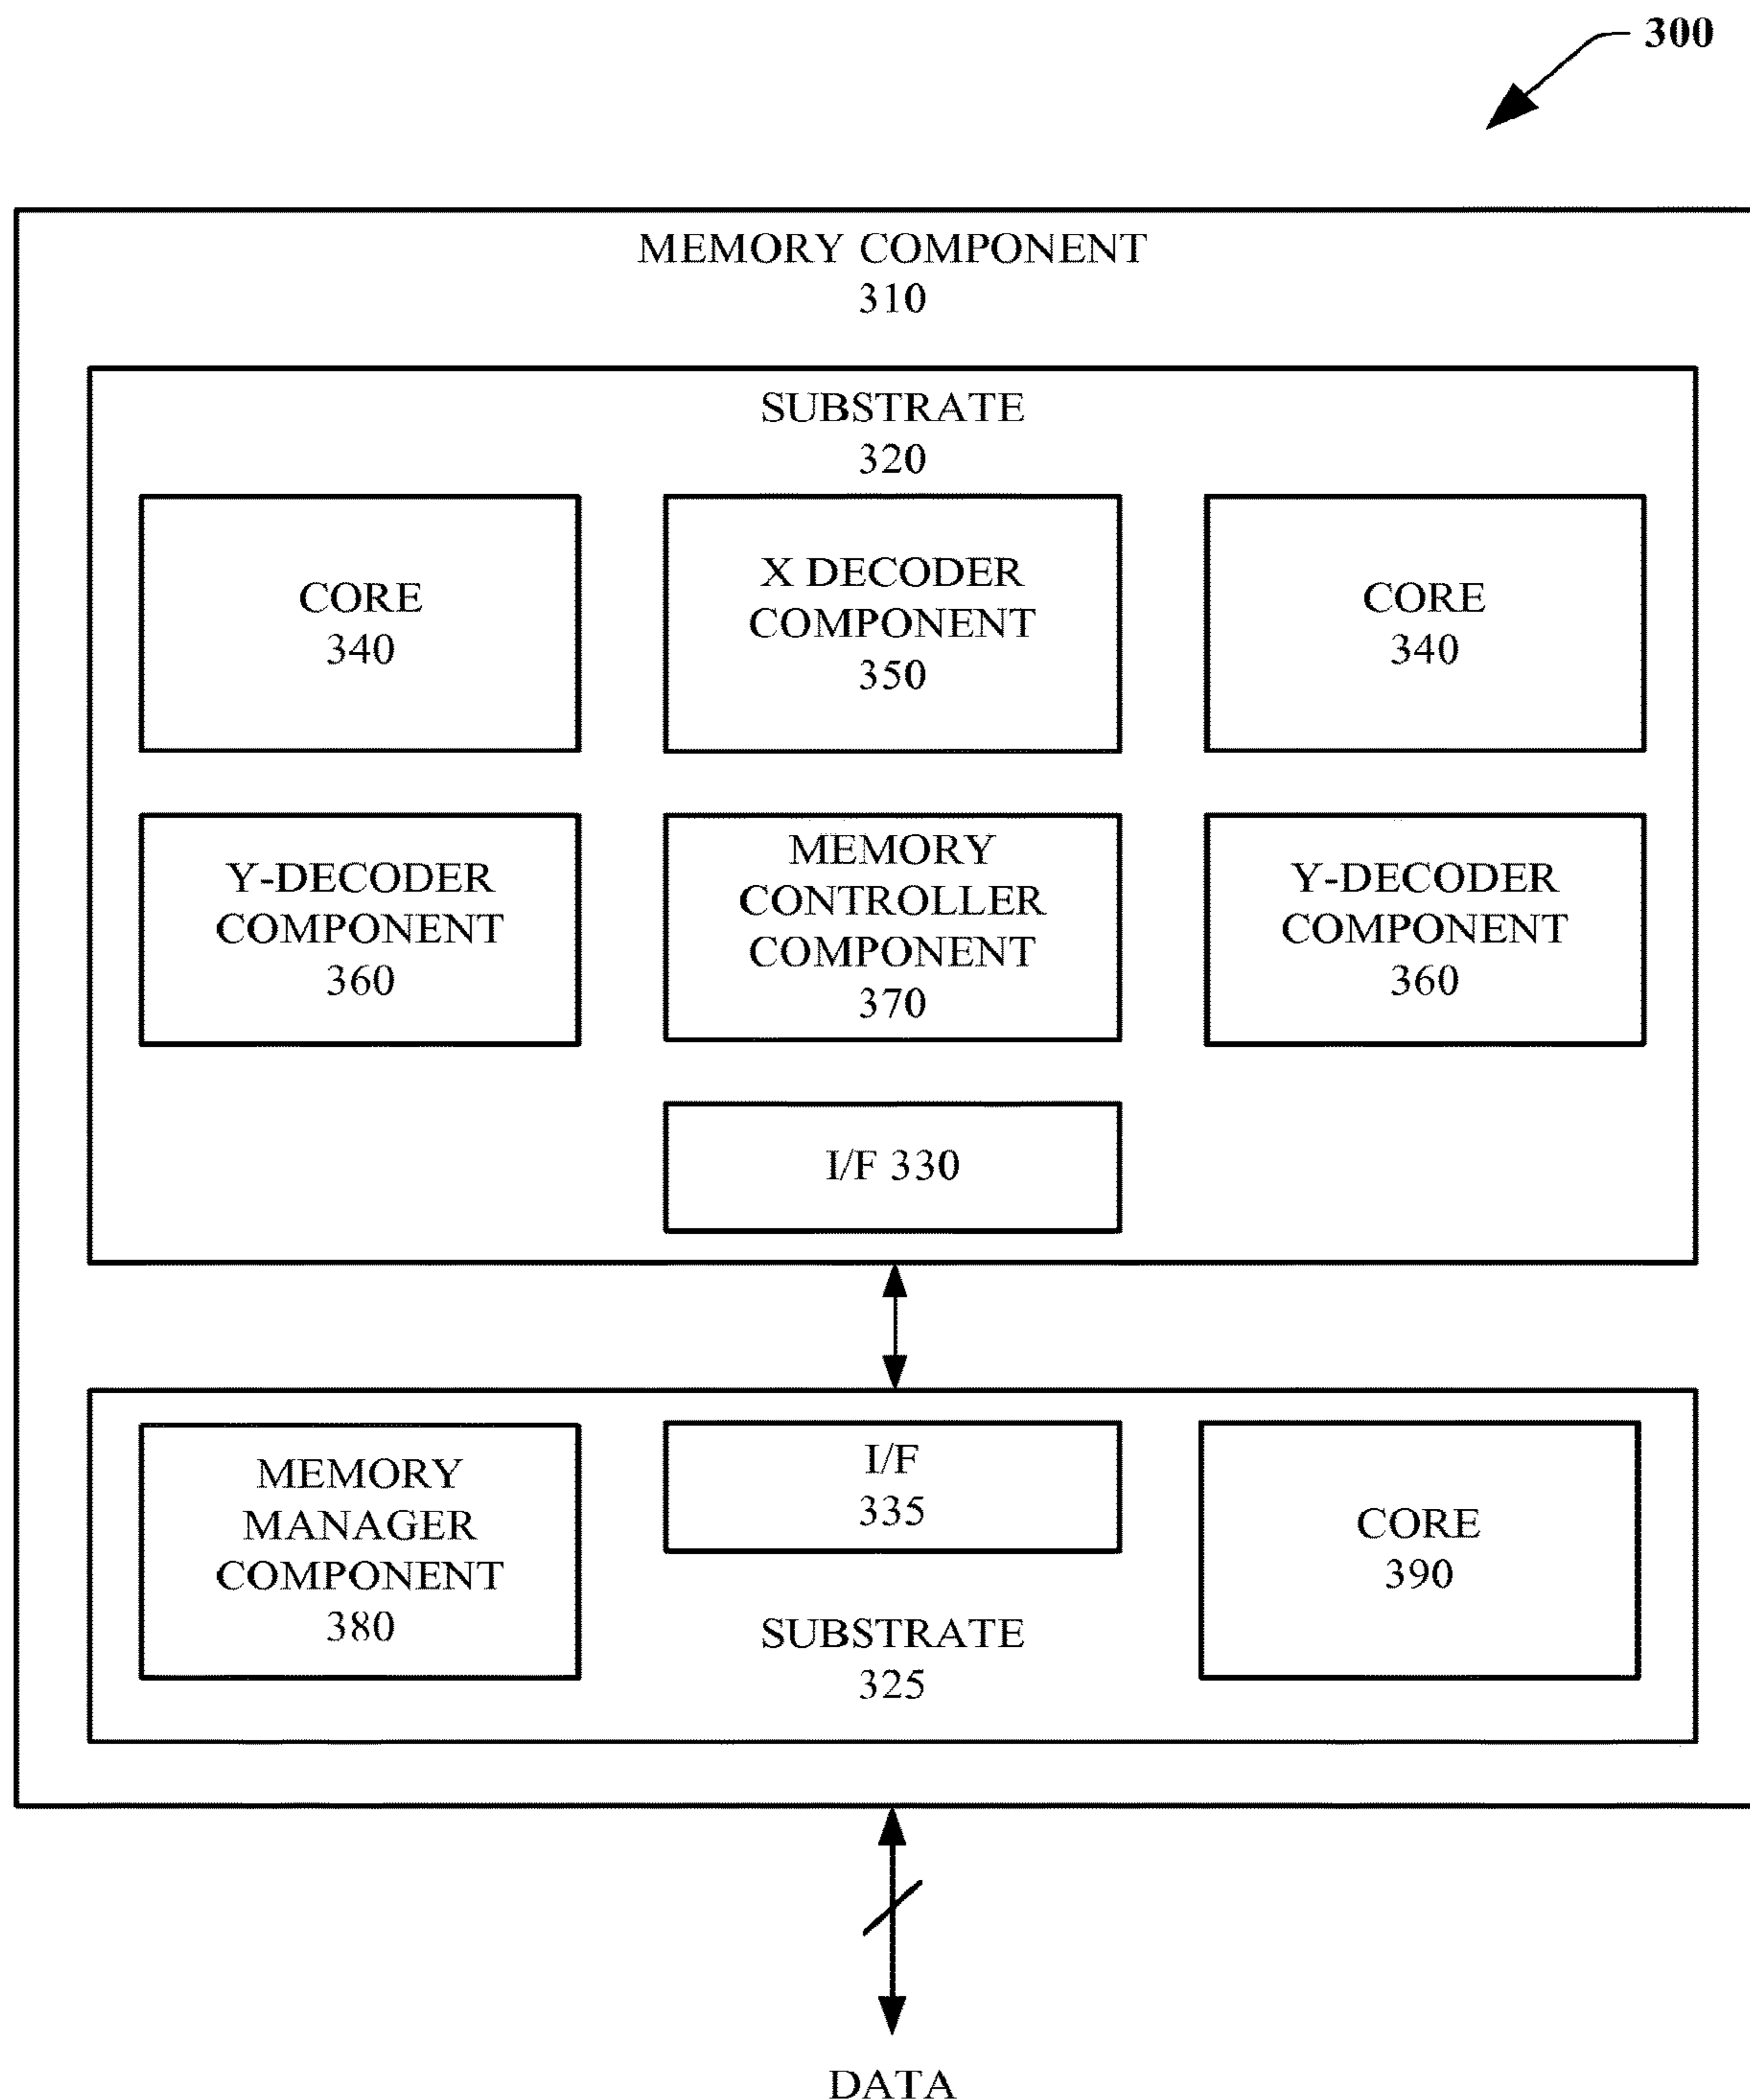 300
MEMORY COMPONENT
310
SUBSTRATE
320
CORE
340
X DECODER
COMPONENT
350
CORE
340
Y-DECODER
COMPONENT
360
MEMORY
CONTROLLER
COMPONENT
370
Y-DECODER
COMPONENT
360
I/F 330
MEMORY
MANAGER
COMPONENT
380
I/F
335
SUBSTRATE
325
CORE
390
DATA